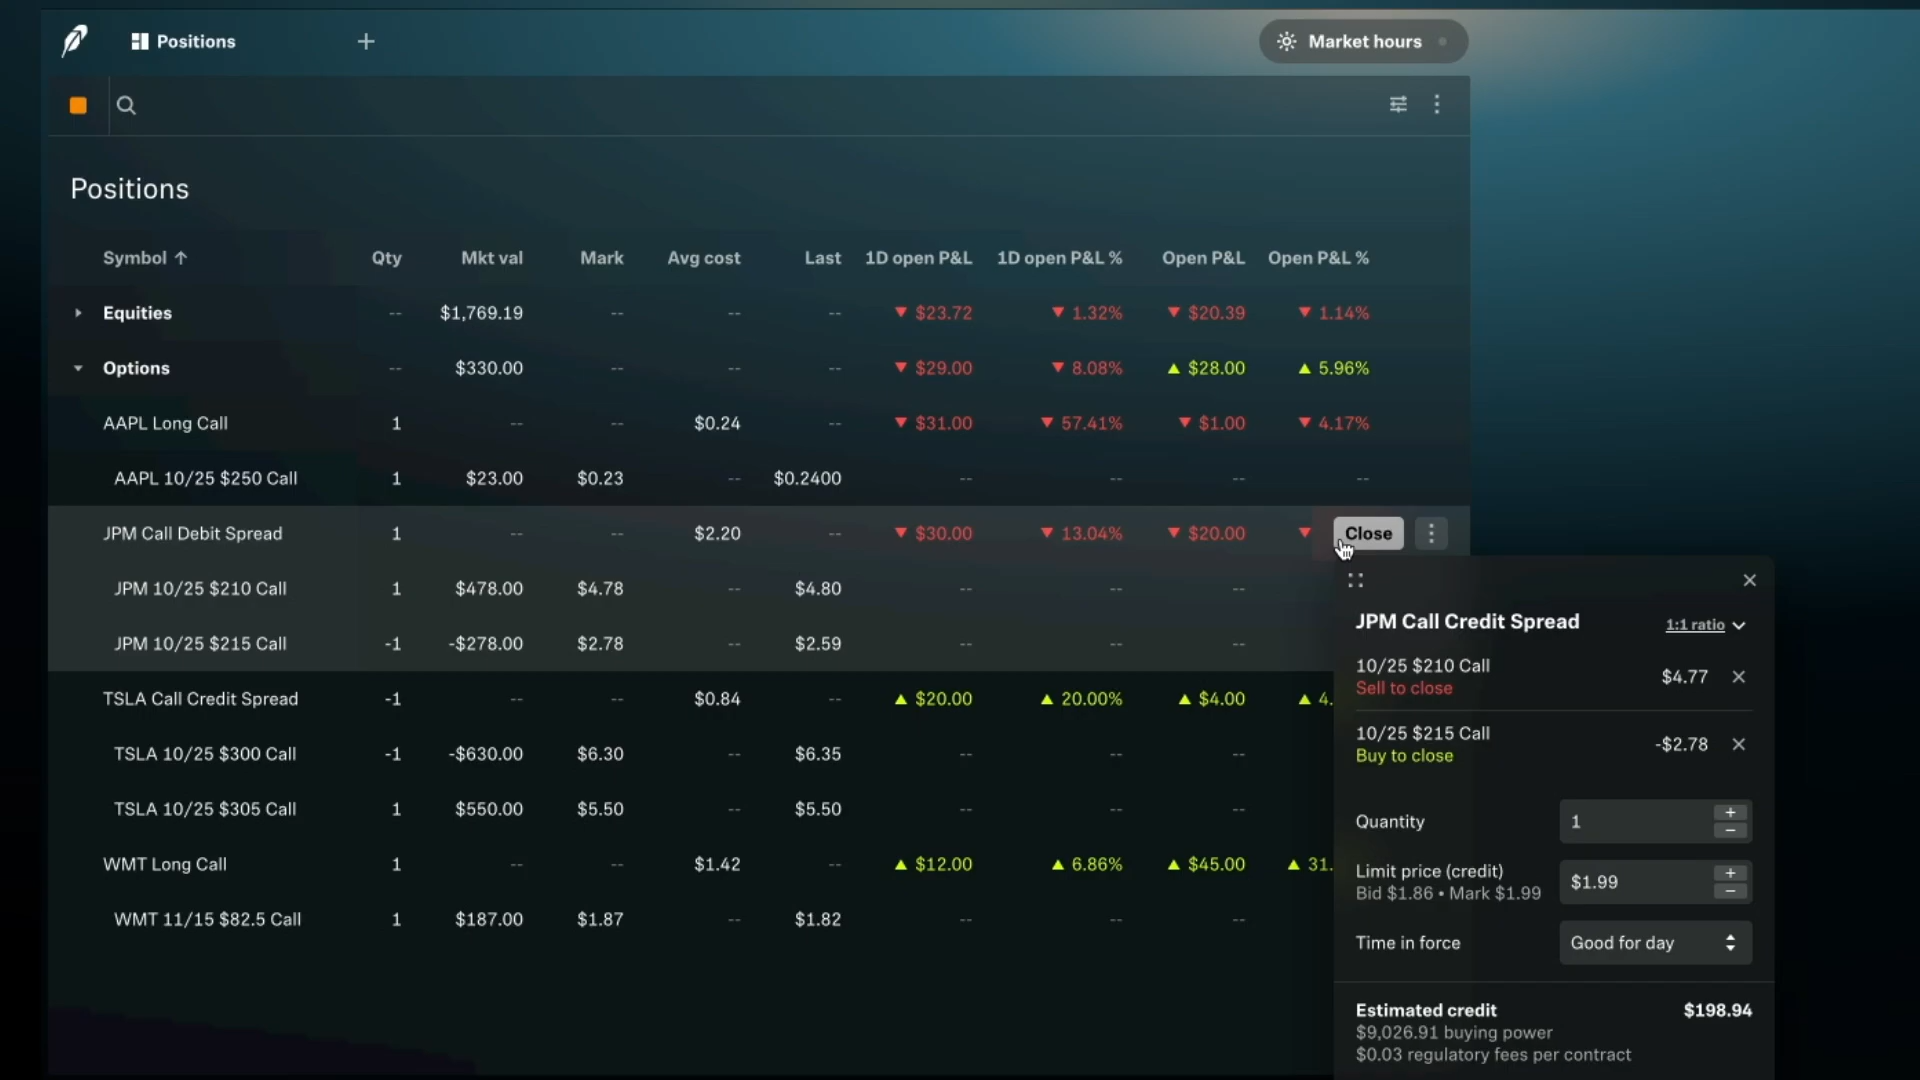 Positions
+
Market hours
Positions
Symbol ↑ Qty Mkt val Mark Avg cost Last 1D open P&L 1D open P&L % Open P&L Open P&L %
Equities -- $1,769.19 -- -- -- ▼ $23.72 ▼ 1.32% ▼ $20.39 ▼ 1.14%
Options -- $330.00 -- -- -- ▼ $29.00 ▼ 8.08% ▲ $28.00 ▲ 5.96%
AAPL Long Call 1 -- -- $0.24 -- ▼ $31.00 ▼ 57.41% ▼ $1.00 ▼ 4.17%
AAPL 10/25 $250 Call 1 $23.00 $0.23 -- $0.2400 -- -- -- --
JPM Call Debit Spread 1 -- -- $2.20 -- ▼ $30.00 ▼ 13.04% ▼ $20.00 ▼ Close
JPM 10/25 $210 Call 1 $478.00 $4.78 -- $4.80 -- -- --
JPM 10/25 $215 Call -1 -$278.00 $2.78 -- $2.59 -- -- --
TSLA Call Credit Spread -1 -- -- $0.84 -- ▲ $20.00 ▲ 20.00% ▲ $4.00 ▲ 4.
TSLA 10/25 $300 Call -1 -$630.00 $6.30 -- $6.35 -- -- --
TSLA 10/25 $305 Call 1 $550.00 $5.50 -- $5.50 -- -- --
WMT Long Call 1 -- -- $1.42 -- ▲ $12.00 ▲ 6.86% ▲ $45.00 ▲ 31.
WMT 11/15 $82.5 Call 1 $187.00 $1.87 -- $1.82 -- -- --
JPM Call Credit Spread 1:1 ratio
10/25 $210 Call
Sell to close $4.77
10/25 $215 Call
Buy to close -$2.78
Quantity 1
Limit price (credit)
Bid $1.86 • Mark $1.99 $1.99
Time in force Good for day
Estimated credit $198.94
$9,026.91 buying power
$0.03 regulatory fees per contract